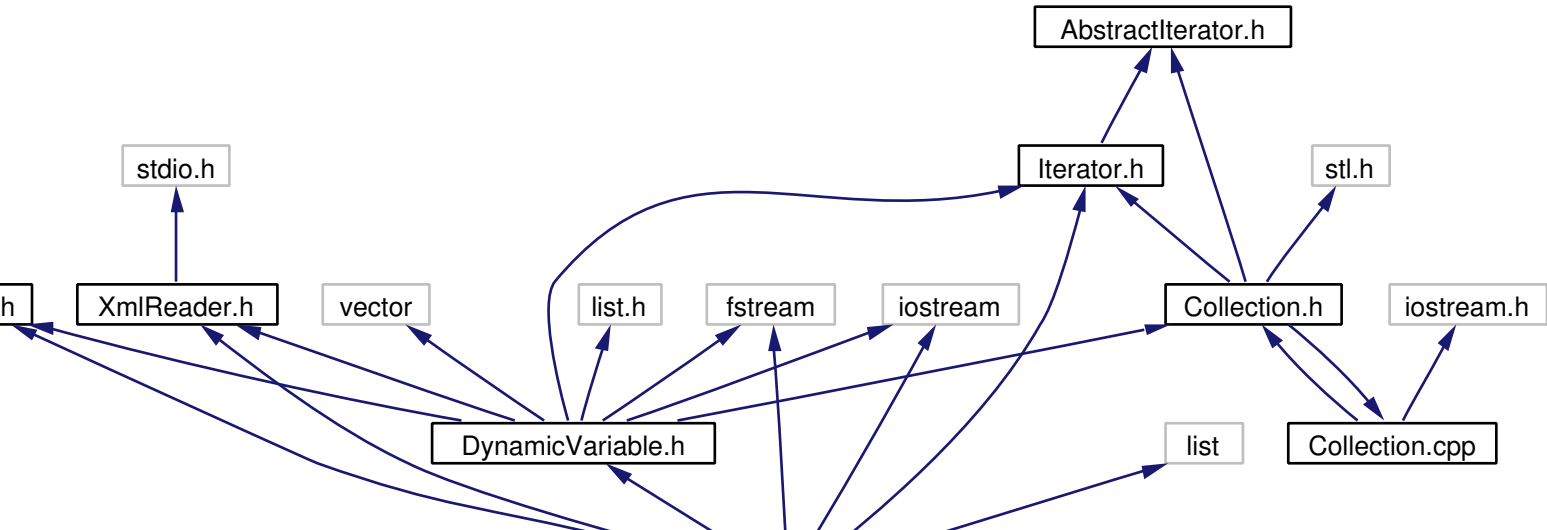 AbstractIterator.h
stdio.h
Iterator.h
stl.h
h
XmlReader.h
vector
list.h
fstream
iostream
Collection.h
iostream.h
DynamicVariable.h
list
Collection.cpp